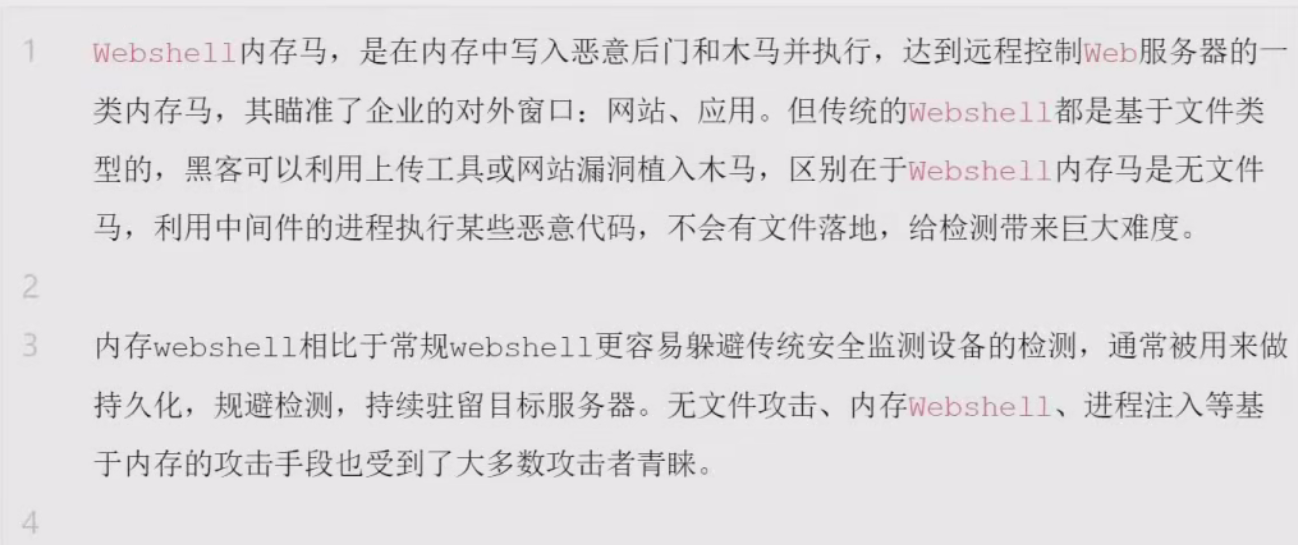 1 Webshell内存马，是在内存中写入恶意后门和木马并执行，达到远程控制Web服务器的一
类内存马，其瞄准了企业的对外窗口：网站、应用。但传统的Webshell都是基于文件类
型的，黑客可以利用上传工具或网站漏洞植入木马，区别在于Webshell内存马是无文件
马，利用中间件的进程执行某些恶意代码，不会有文件落地，给检测带来巨大难度。
2
3 内存webshell相比于常规webshell更容易躲避传统安全监测设备的检测，通常被用来做
持久化，规避检测，持续驻留目标服务器。无文件攻击、内存Webshell、进程注入等基
于内存的攻击手段也受到了大多数攻击者青睐。
4